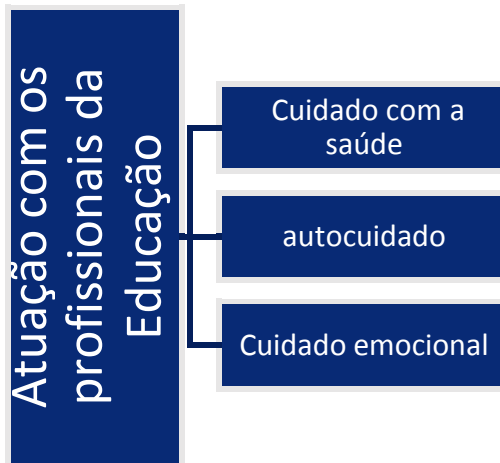 Atuação com os
profissionais da
Educação
Cuidado com a
saúde
autocuidado
Cuidado emocional